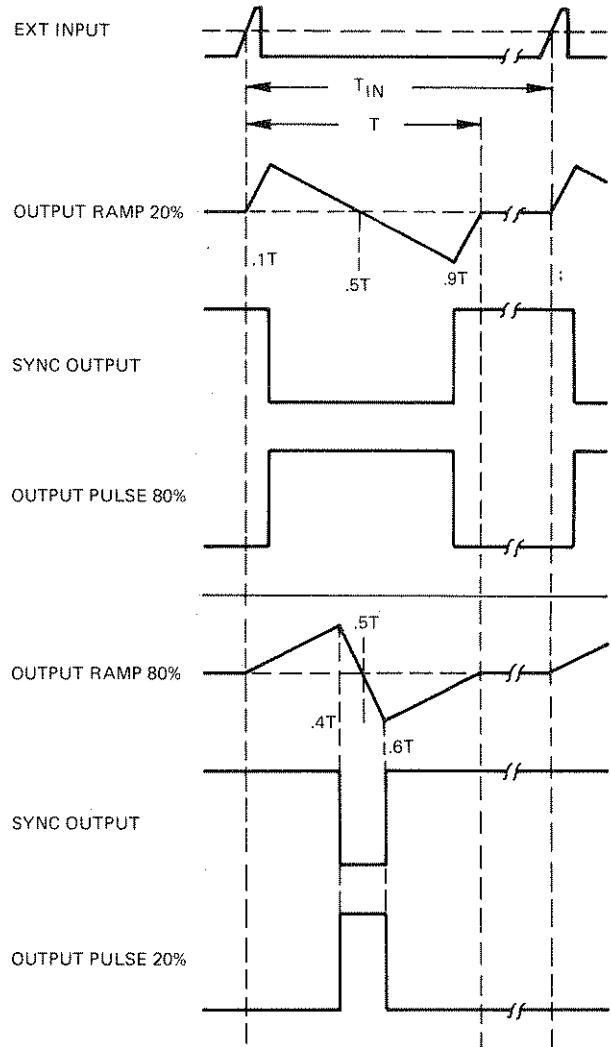 EXT INPUT
T_IN
T
OUTPUT RAMP 20%
.1T
.5T
.9T
SYNC OUTPUT
OUTPUT PULSE 80%
.5T
OUTPUT RAMP 80%
.4T
.6T
SYNC OUTPUT
OUTPUT PULSE 20%